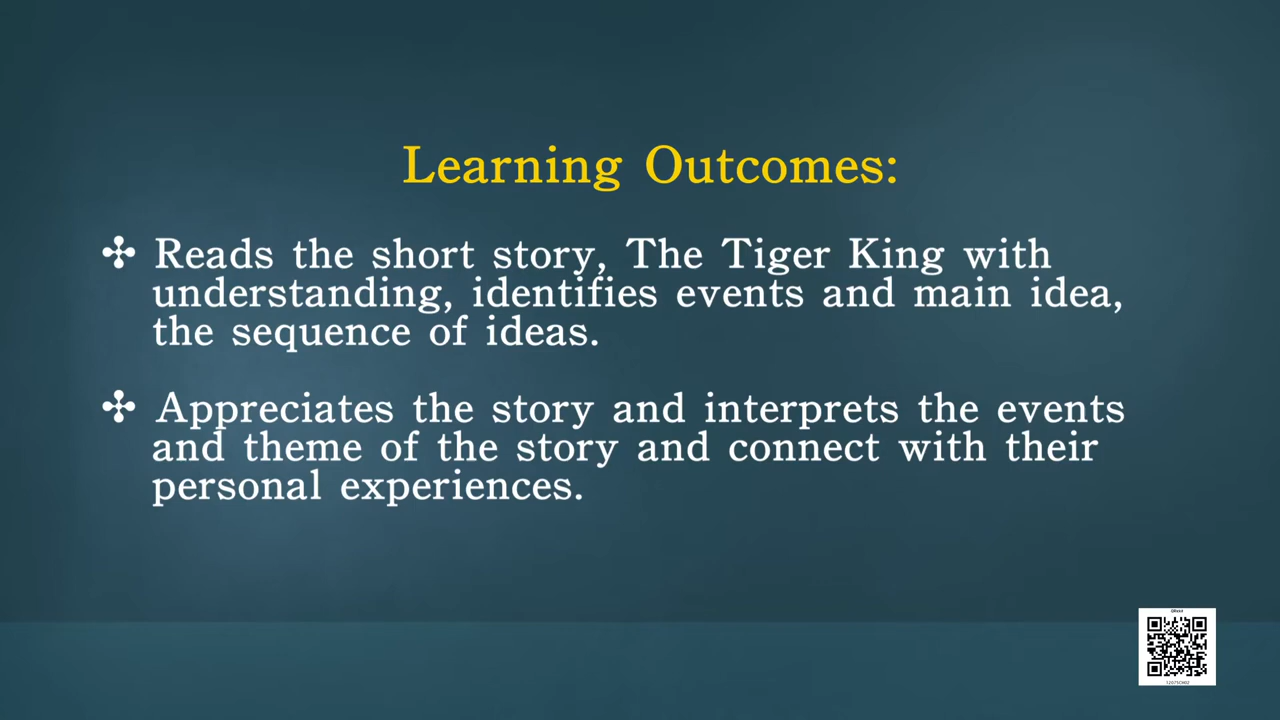 Learning Outcomes:
✣ Reads the short story, The Tiger King with
understanding, identifies events and main idea,
the sequence of ideas.
✣ Appreciates the story and interprets the events
and theme of the story and connect with their
personal experiences.